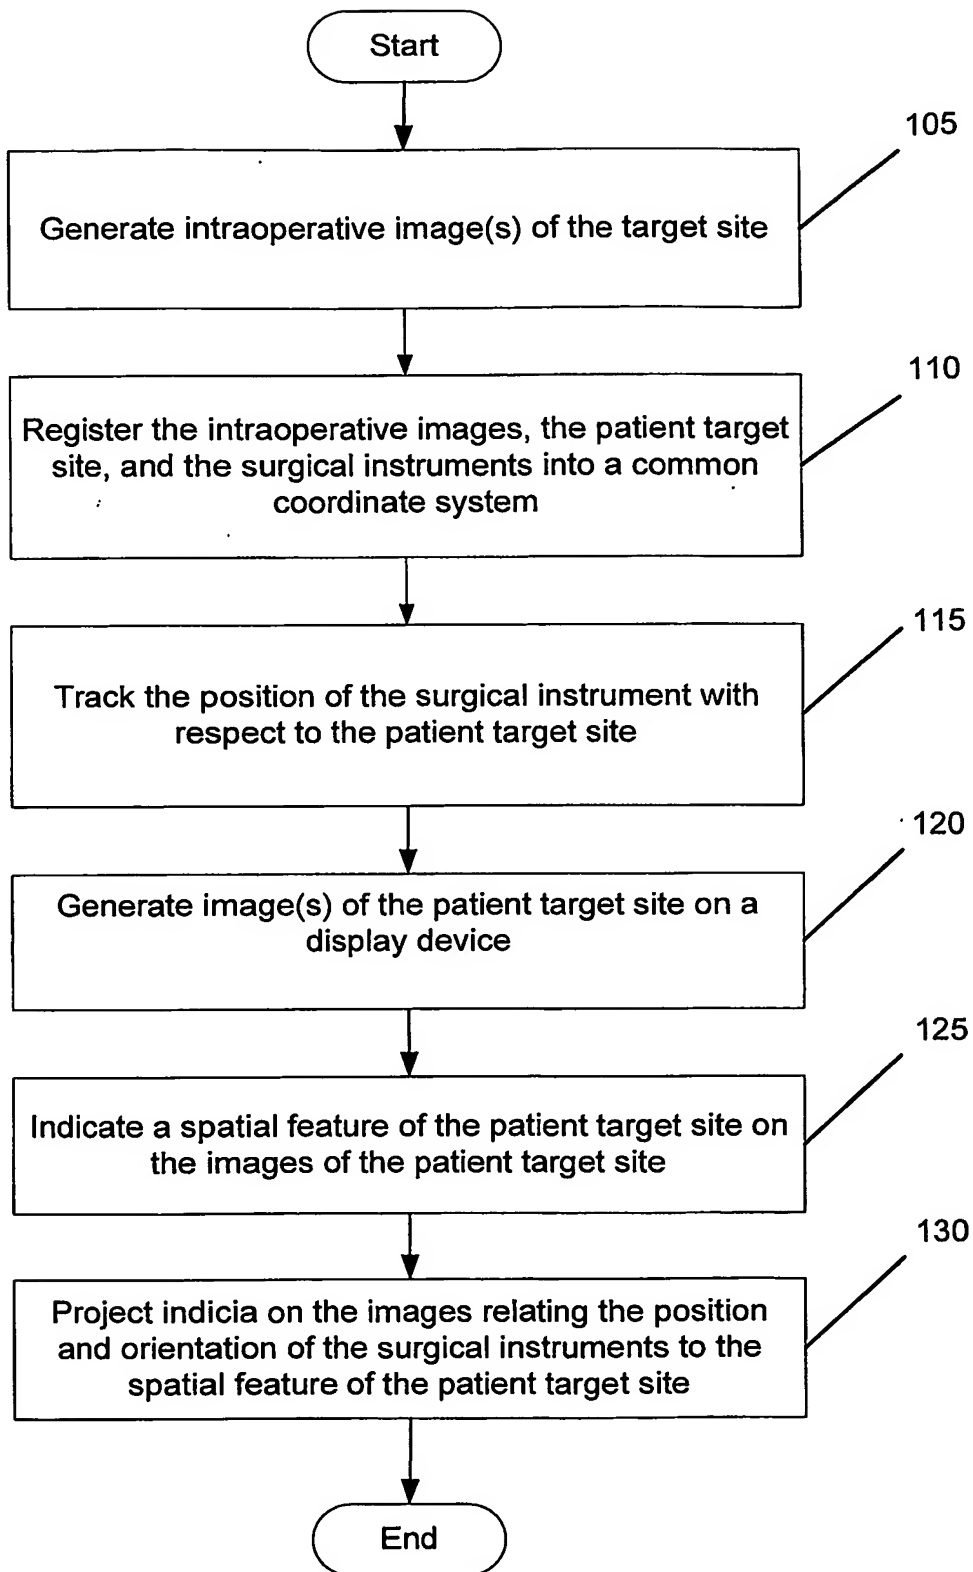 Start
105
Generate intraoperative image(s) of the target site
110
Register the intraoperative images, the patient target
site, and the surgical instruments into a common
coordinate system
115
Track the position of the surgical instrument with
respect to the patient target site
120
Generate image(s) of the patient target site on a
display device
125
Indicate a spatial feature of the patient target site on
the images of the patient target site
130
Project indicia on the images relating the position
and orientation of the surgical instruments to the
spatial feature of the patient target site
End